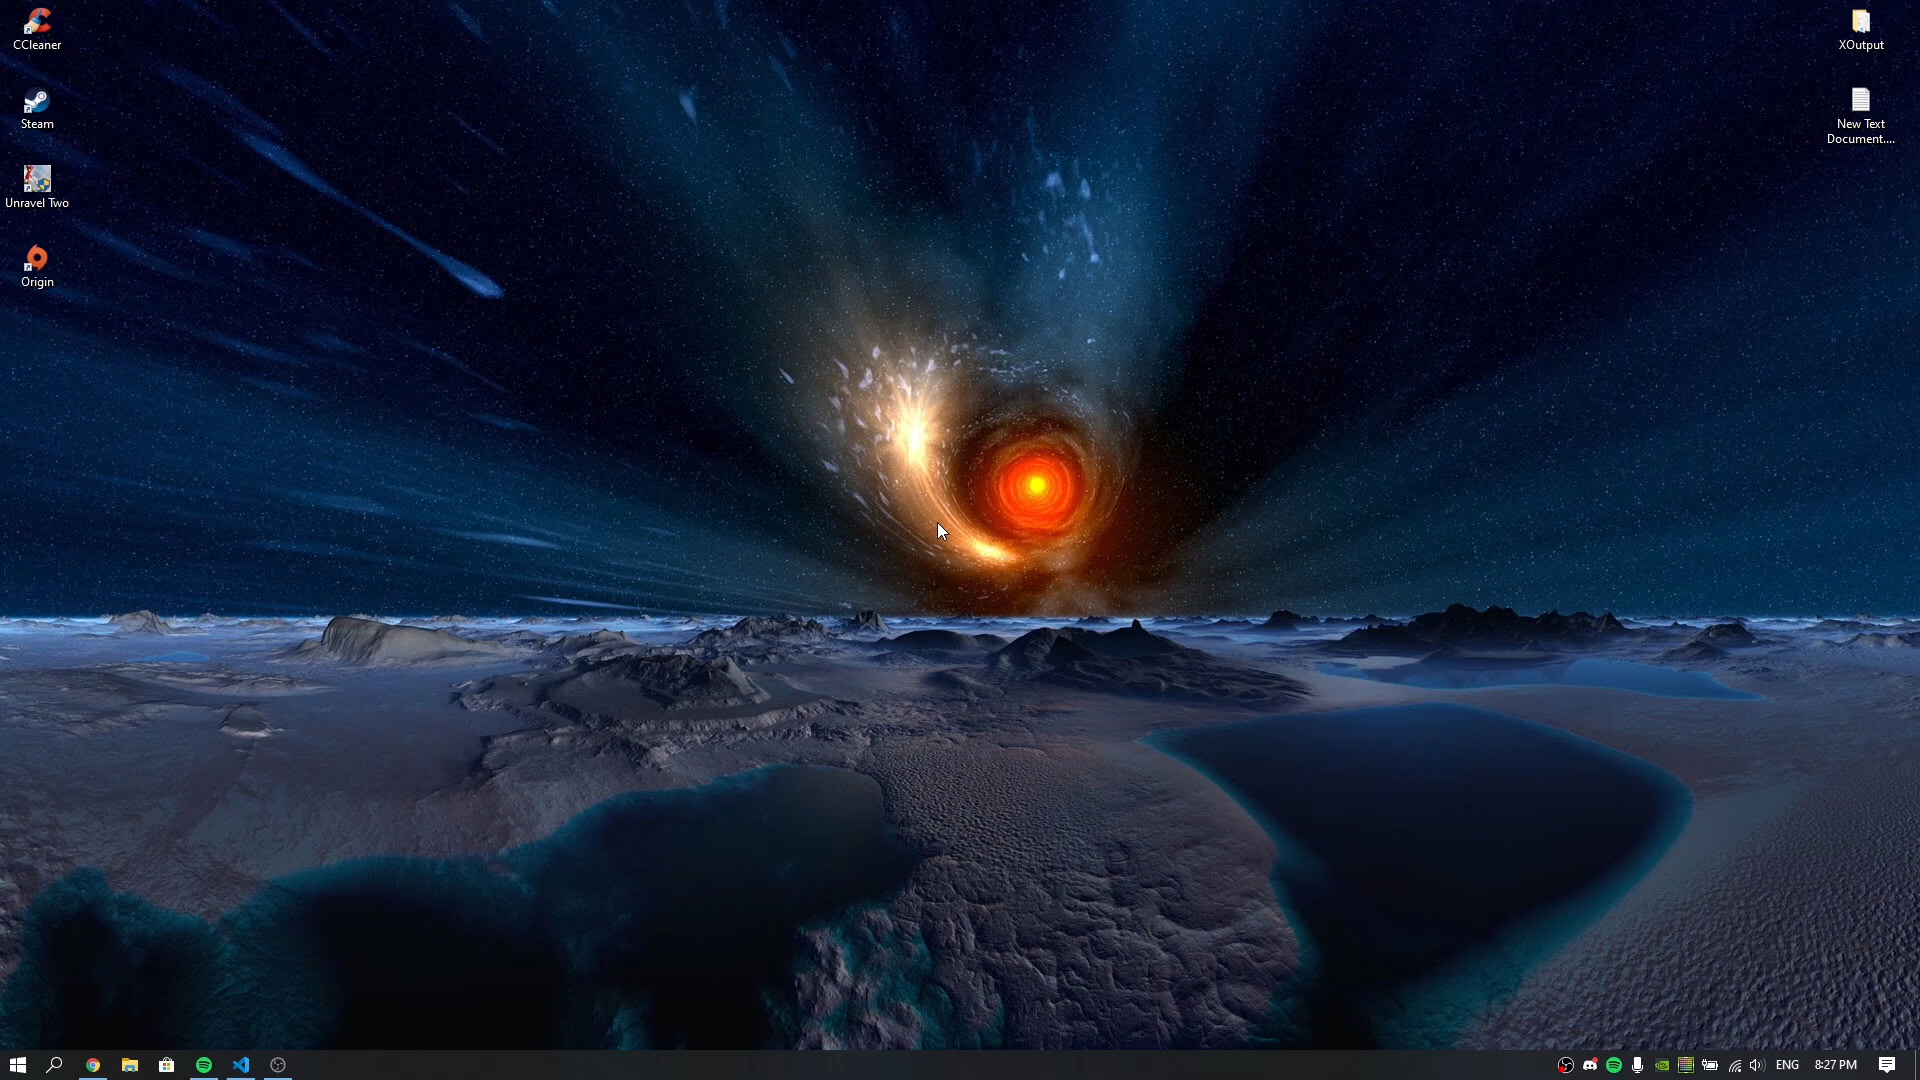 CCleaner
Steam
Unravel Two
Origin
XOutput
New Text
Document....
ENG
8:27 PM